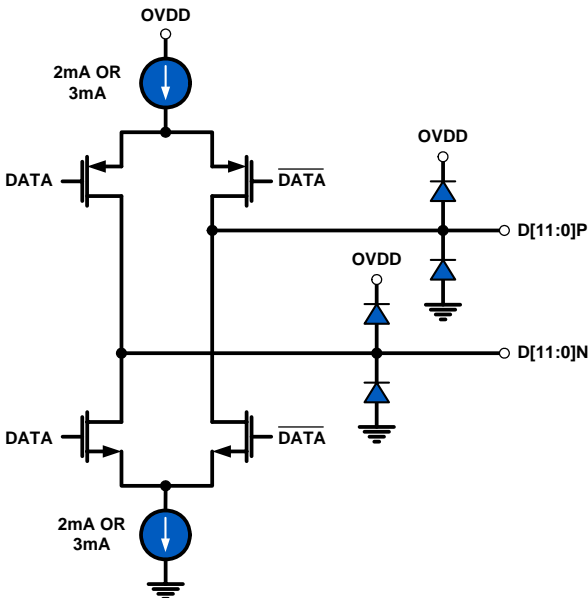 OVDD
2mA OR
3mA
OVDD
DATA
DATA
D[11:0]P
OVDD
D[11:0]N
DATA
DATA
2mA OR
3mA